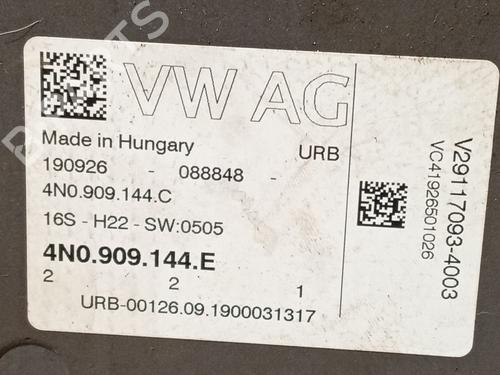 VW AG
Made in Hungary URB
190926 - 088848 -
4N0.909.144.C
16S - H22 - SW:0505
4N0.909.144.E
2 2 1
URB-00126.09.1900031317
V29117093-4003
VC41926501026